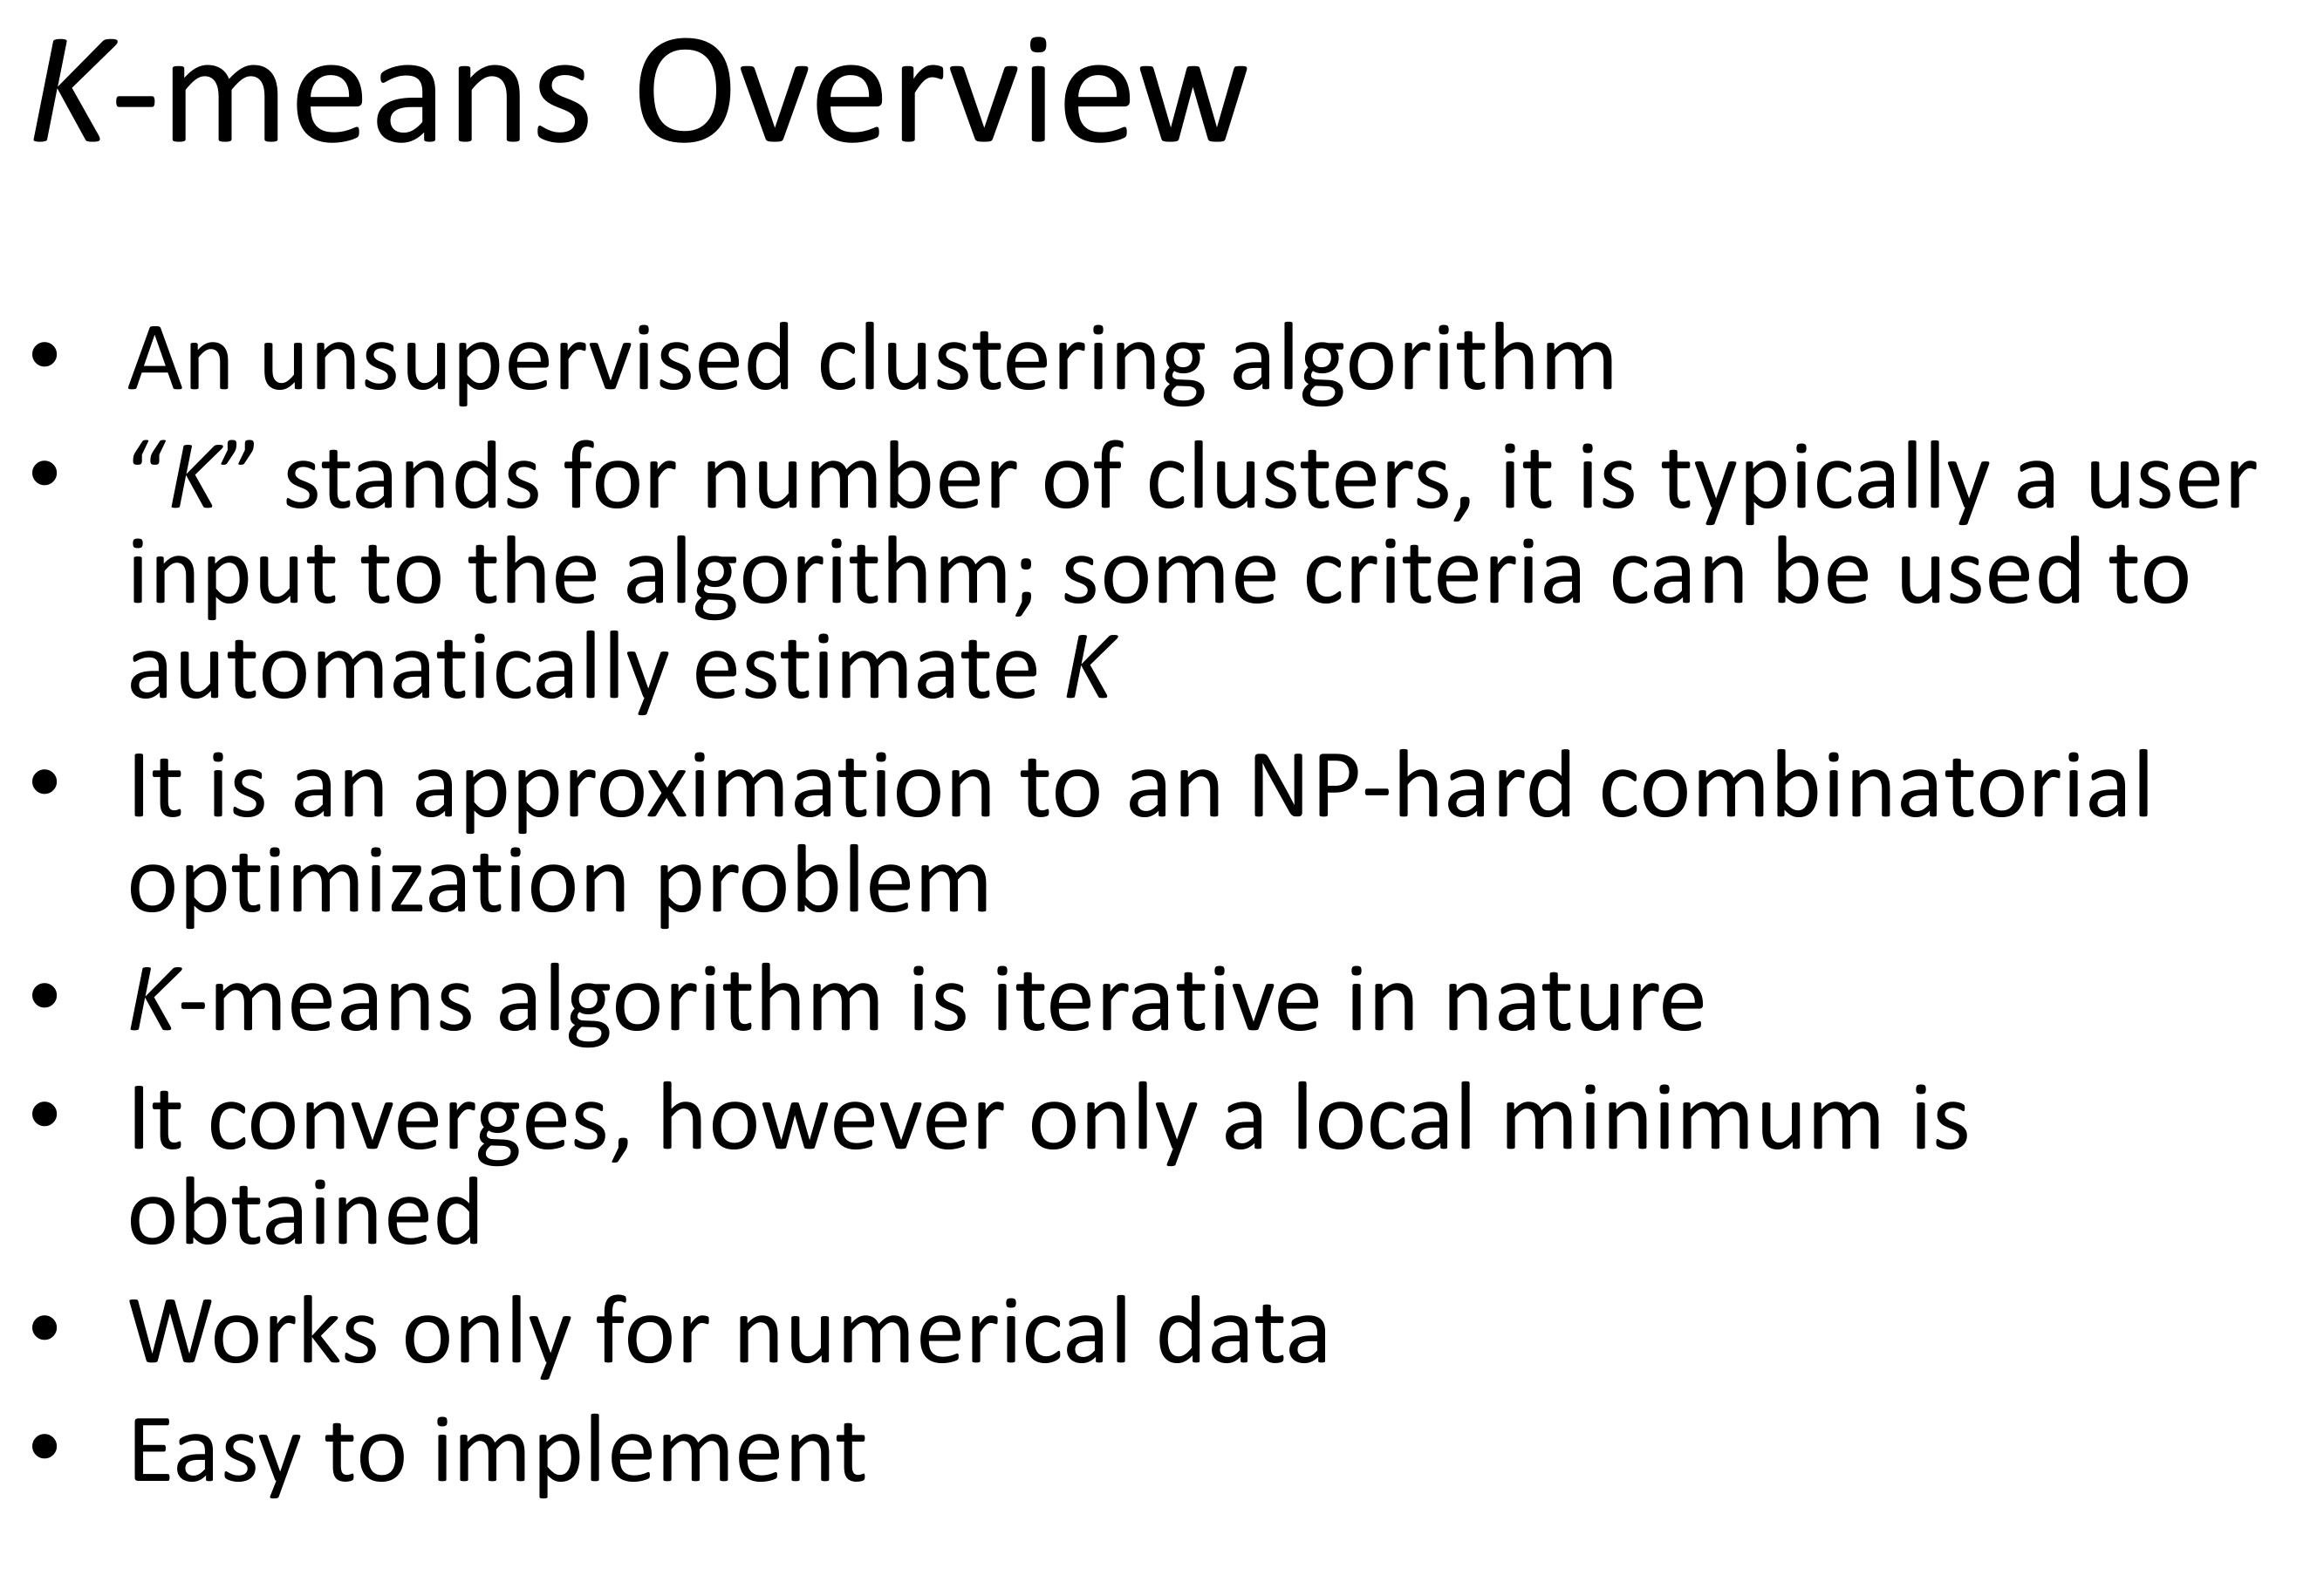 K-means Overview
• An unsupervised clustering algorithm
• “K” stands for number of clusters, it is typically a user
input to the algorithm; some criteria can be used to
automatically estimate K
• It is an approximation to an NP-hard combinatorial
optimization problem
• K-means algorithm is iterative in nature
• It converges, however only a local minimum is
obtained
• Works only for numerical data
• Easy to implement